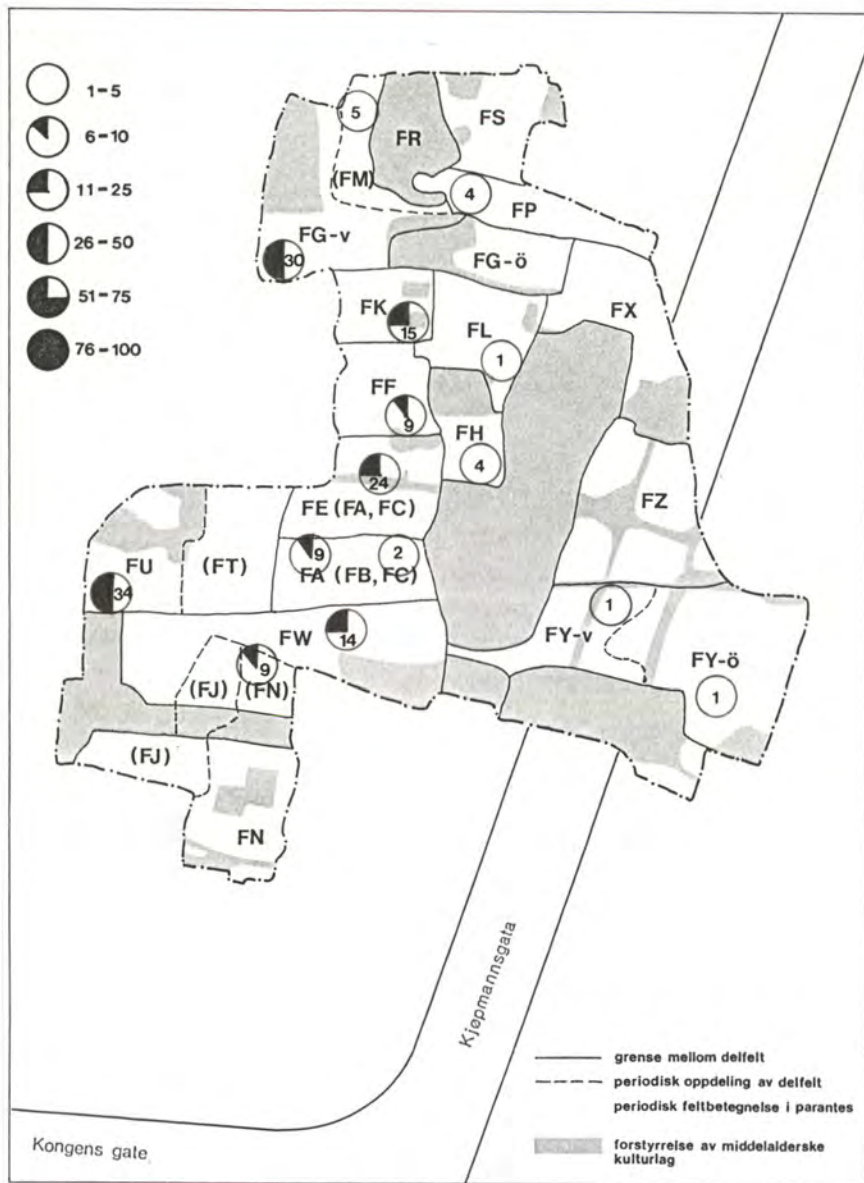 1-5
6-10
11-25
26-50
51-75
76-100
5
FR
FS
(FM)
4
FP
FG-v
30
FG-ö
FK
15
FL
1
FX
FF
9
FH
4
24
FE (FA, FC)
FZ
9
2
FA (FB, FC)
FU
34
(FT)
FW
14
1
FY-v
FY-ö
1
9
(FJ)
(FN)
(FJ)
FN
Kjøpmannsgata
Kongens gate
grense mellom delfelt
periodisk oppdeling av delfelt
periodisk feltbetegnelse i parantes
forstyrrelse av middelalderske
kulturlag